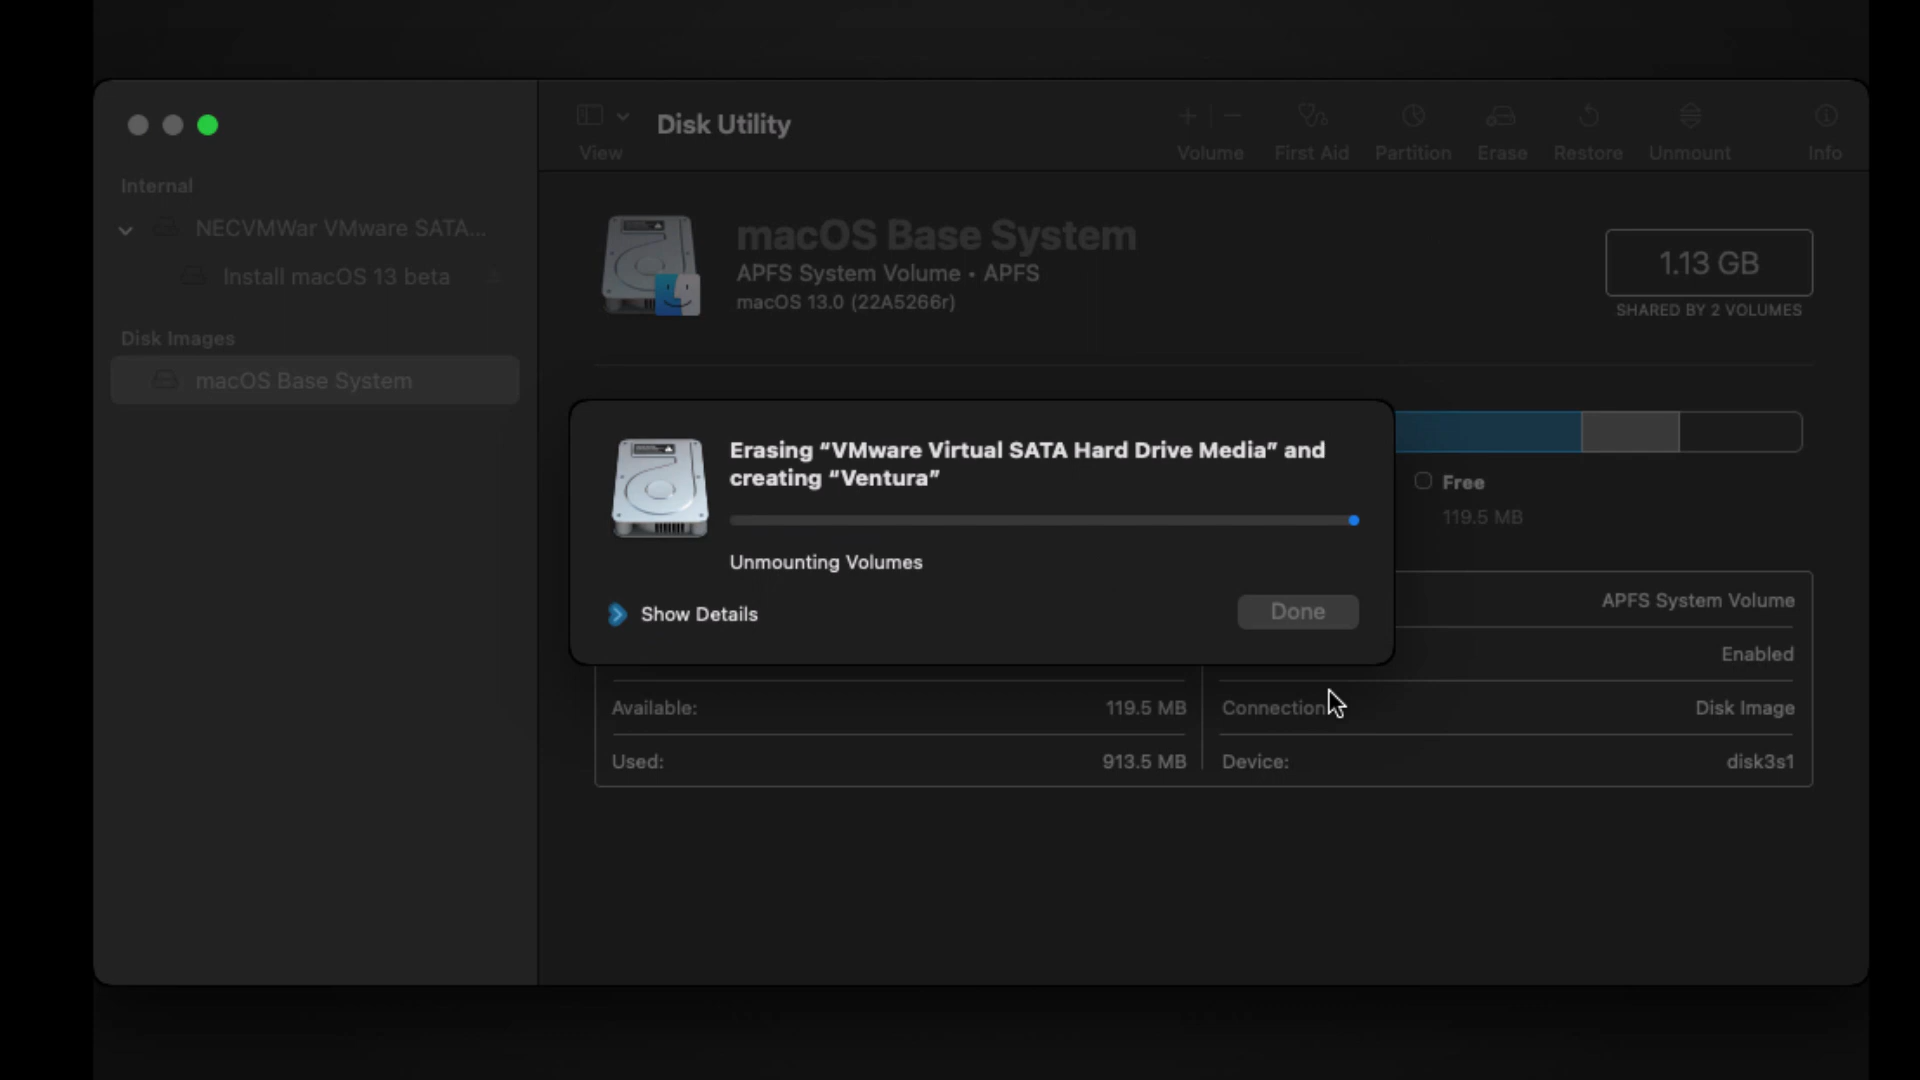 Disk Utility
View
Volume
First Aid
Partition
Erase
Restore
Unmount
Info
Internal
NECVMWar VMware SATA...
Install macOS 13 beta
Disk Images
macOS Base System
macOS Base System
APFS System Volume • APFS
macOS 13.0 (22A5266r)
1.13 GB
SHARED BY 2 VOLUMES
Free
119.5 MB
Erasing “VMware Virtual SATA Hard Drive Media” and
creating “Ventura”
Unmounting Volumes
Show Details
Done
APFS System Volume
Enabled
Available:
119.5 MB
Connection
Disk Image
Used:
913.5 MB
Device:
disk3s1